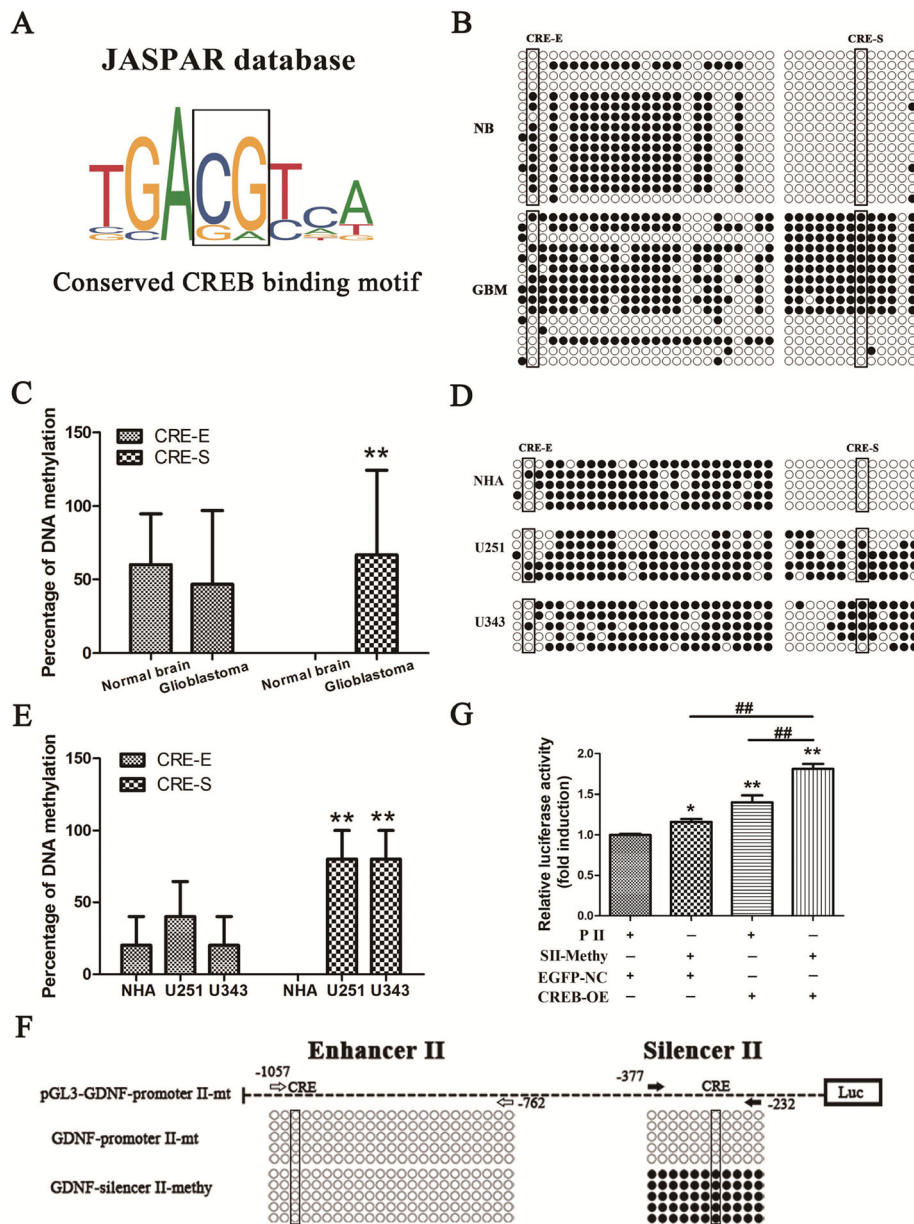 A
JASPAR database
TGACGTCA
Conserved CREB binding motif
B
CRE-E
CRE-S
NB
GBM
C
Percentage of DNA methylation
150
100
50
0
CRE-E
CRE-S
**
Normal brain
Glioblastoma
Normal brain
Glioblastoma
D
CRE-E
CRE-S
NHA
U251
U343
E
Percentage of DNA methylation
150
100
50
0
CRE-E
CRE-S
** **
NHA U251 U343 NHA U251 U343
G
Relative luciferase activity
(fold induction)
2.0
1.5
1.0
0.5
0.0
##
##
* ** **
P II + − + −
SII-Methy − + − +
EGFP-NC + + − −
CREB-OE − − + +
F
Enhancer II
Silencer II
-1057
CRE
-377
CRE
pGL3-GDNF-promoter II-mt
-762
-232
Luc
GDNF-promoter II-mt
GDNF-silencer II-methy